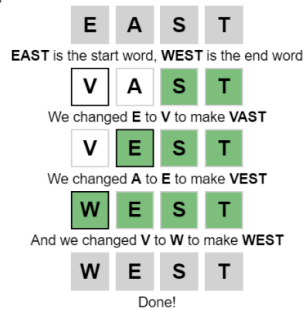 E A S T
EAST is the start word, WEST is the end word
V A S T
We changed E to V to make VAST
V E S T
We changed A to E to make VEST
W E S T
And we changed V to W to make WEST
W E S T
Done!